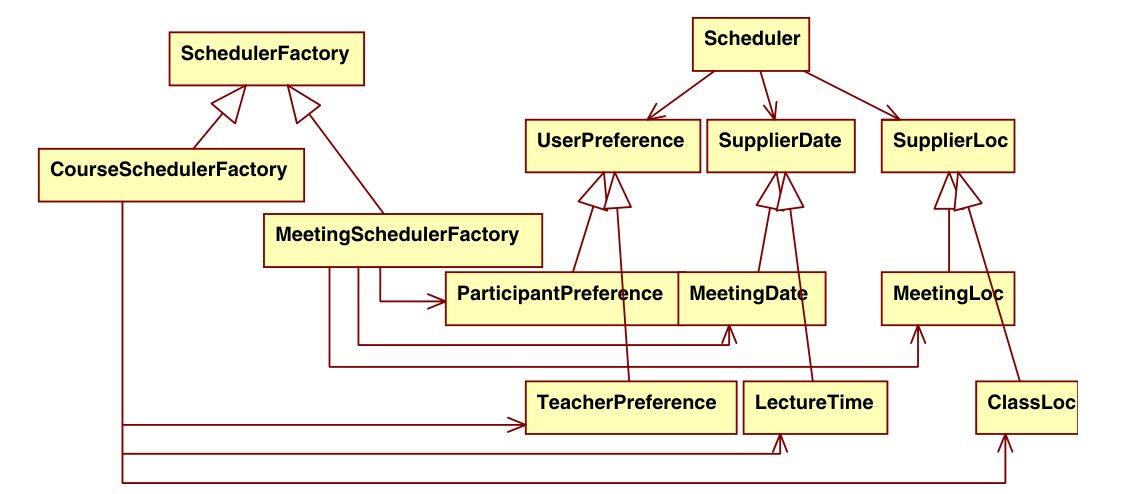 Scheduler
SchedulerFactory
UserPreference
SupplierDate
SupplierLoc
CourseSchedulerFactory
MeetingSchedulerFactory
ParticipantPreference
MeetingDate
MeetingLoc
TeacherPreference
LectureTime
ClassLoc